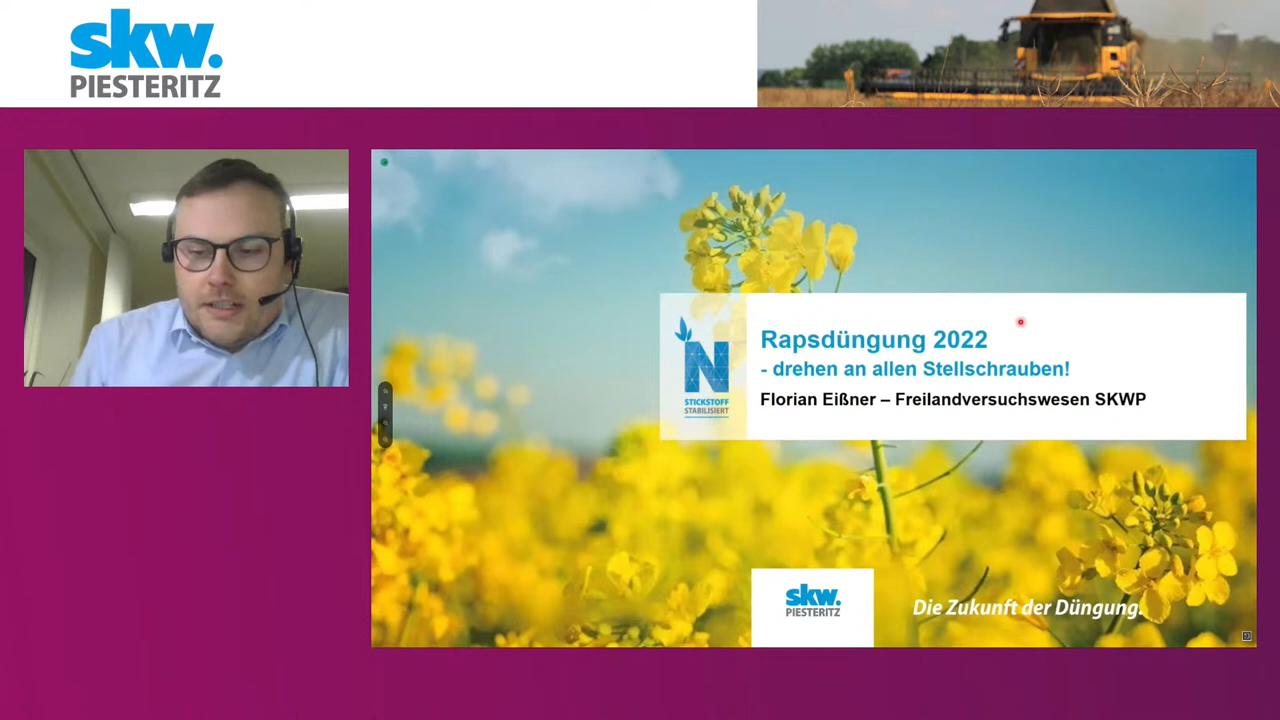 skw.
PIESTERITZ
N
STICKSTOFF
STABILISIERT
Rapsdüngung 2022
- drehen an allen Stellschrauben!
Florian Eißner – Freilandversuchswesen SKWP
skw.
PIESTERITZ
Die Zukunft der Düngung.